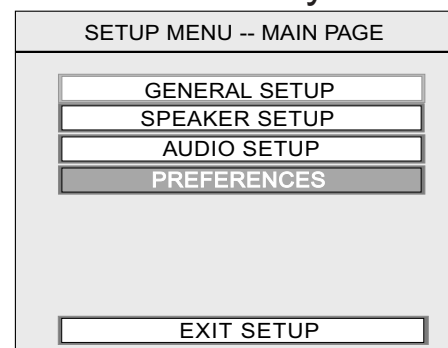 SETUP MENU -- MAIN PAGE
GENERAL SETUP
SPEAKER SETUP
AUDIO SETUP
PREFERENCES
EXIT SETUP